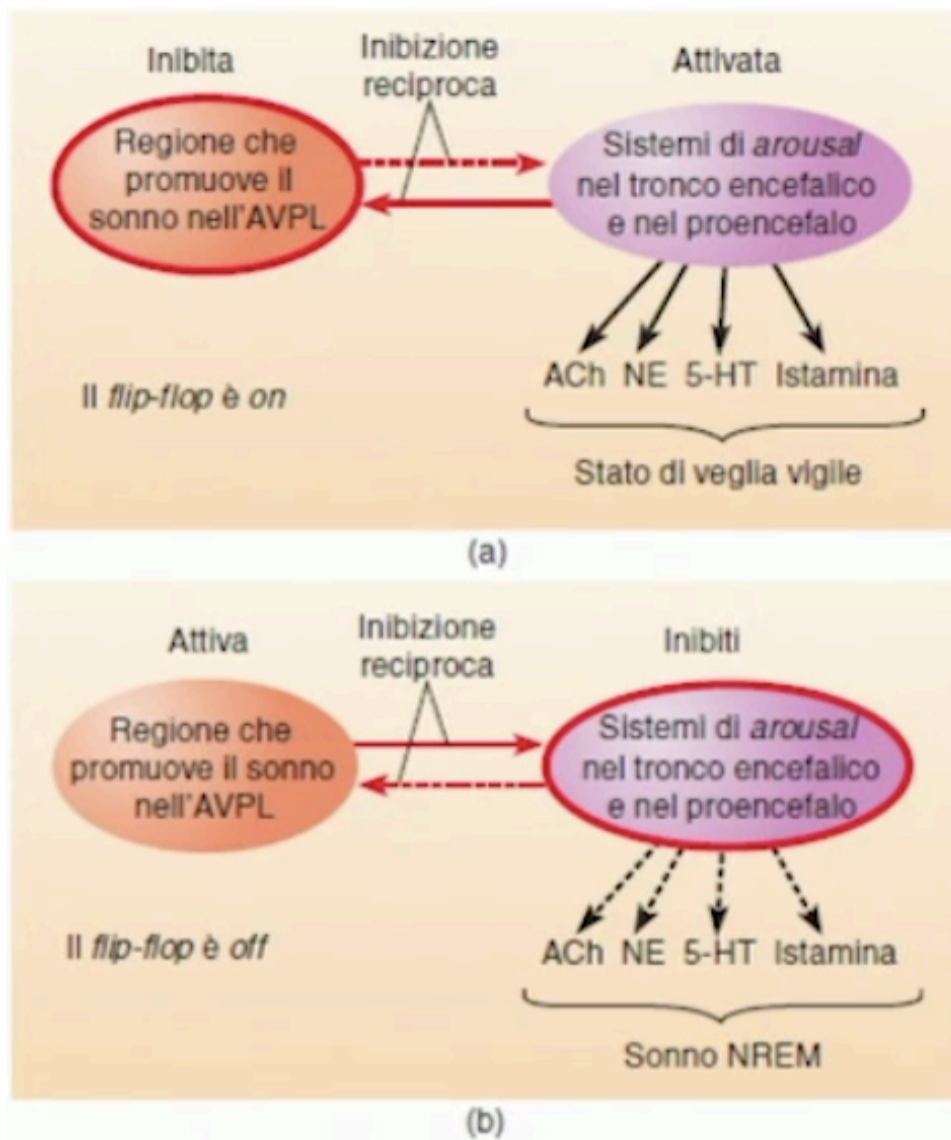 Inibita
Inibizione
reciproca
Attivata
Regione che
promuove il
sonno nell'AVPL
Sistemi di arousal
nel tronco encefalico
e nel proencefalo
ACh NE 5-HT Istamina
Il flip-flop è on
Stato di veglia vigile
(a)
Attiva
Inibizione
reciproca
Inibiti
Regione che
promuove il sonno
nell'AVPL
Sistemi di arousal
nel tronco encefalico
e nel proencefalo
Il flip-flop è off
ACh NE 5-HT Istamina
Sonno NREM
(b)